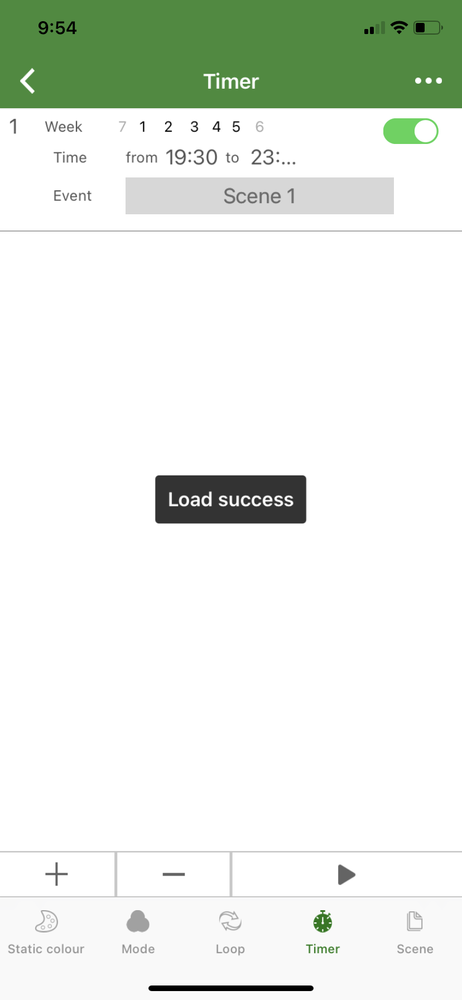 9:54
Timer
1 Week 7 1 2 3 4 5 6
Time from 19:30 to 23:...
Event Scene 1
Load success
Static colour Mode Loop Timer Scene